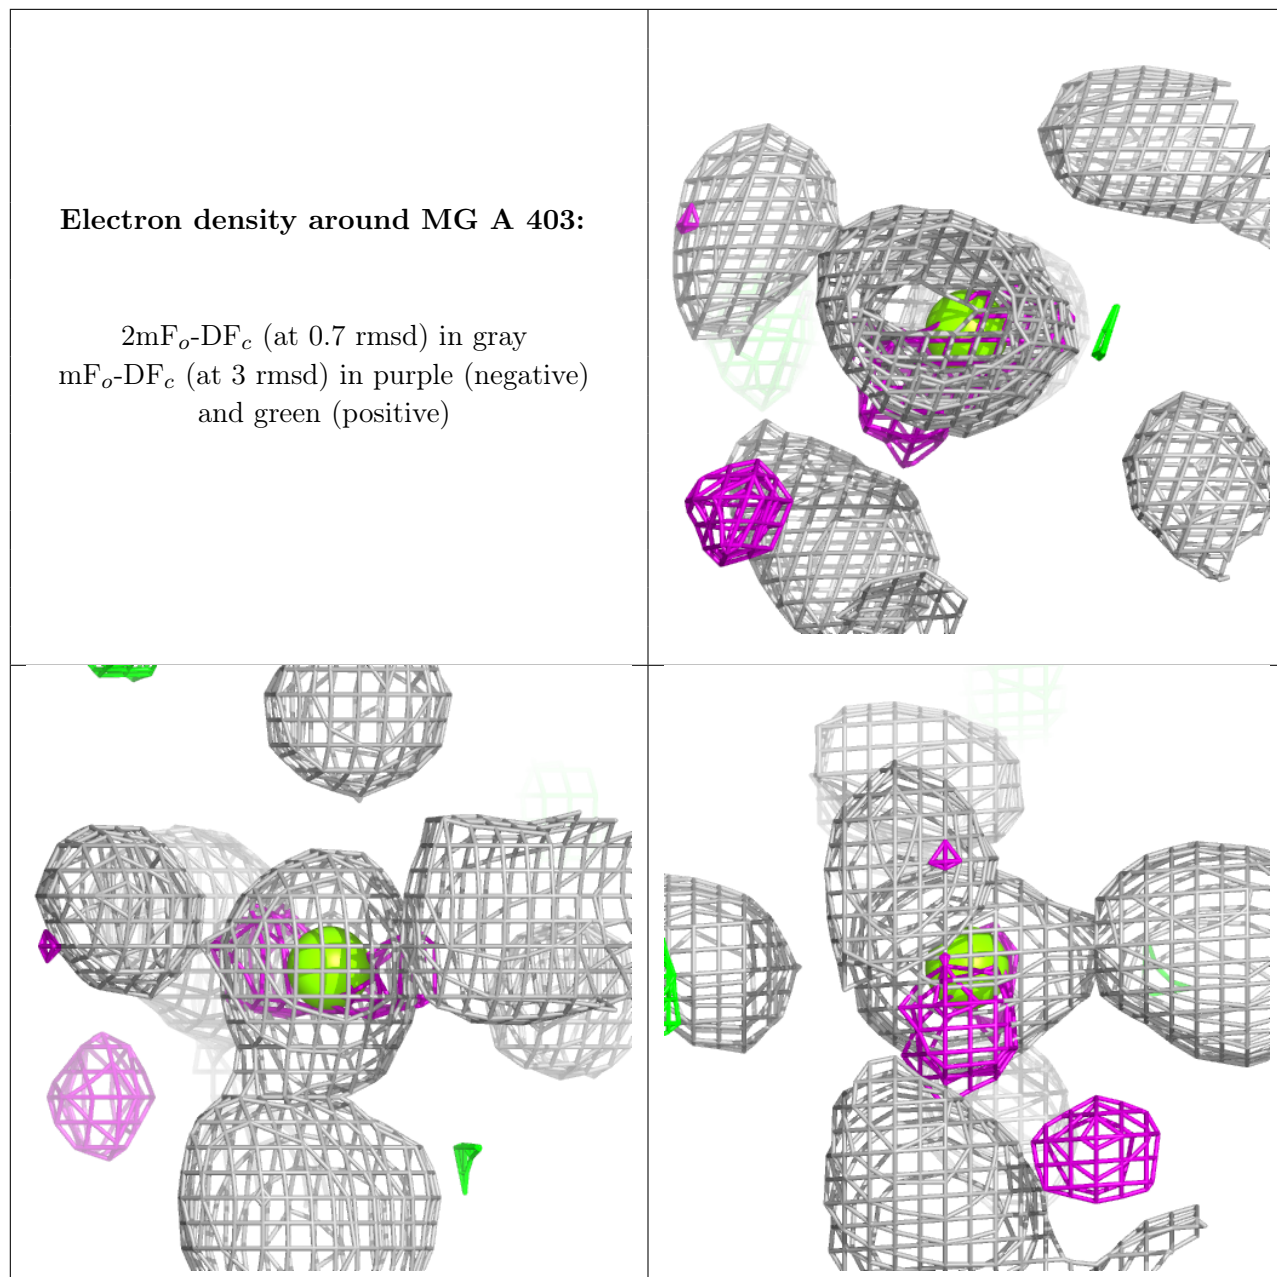 Electron density around MG A 403:
2mFo-DFc (at 0.7 rmsd) in gray
mFo-DFc (at 3 rmsd) in purple (negative)
and green (positive)